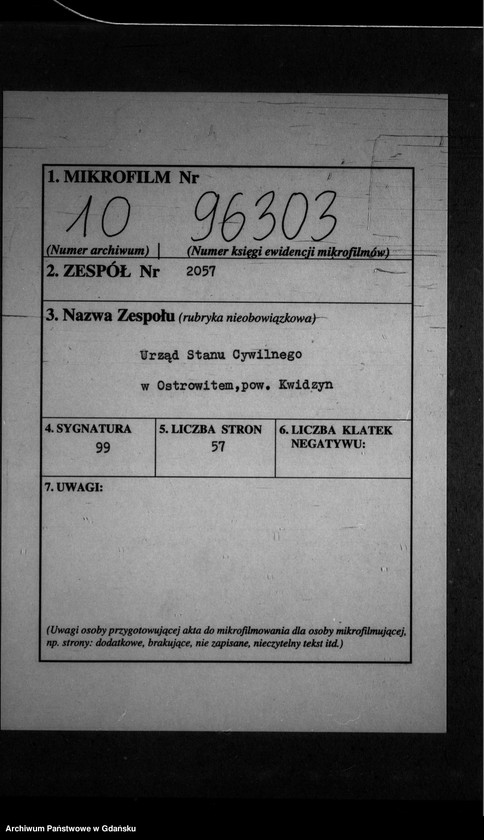 1. MIKROFILM Nr
10 96303
(Numer archiwum) (Numer księgi ewidencji mikrofilmów)
2. ZESPÓŁ Nr 2057
3. Nazwa Zespołu (rubryka nieobowiązkowa)
Urząd Stanu Cywilnego
w Ostrowitem,pow. Kwidzyn
4. SYGNATURA 5. LICZBA STRON 6. LICZBA KLATEK
NEGATYWU:
99 57
7. UWAGI:
(Uwagi osoby przygotowującej akta do mikrofilmowania dla osoby mikrofilmującej,
np. strony: dodatkowe, brakujące, nie zapisane, nieczytelny tekst itd.)
Archiwum Państwowe w Gdańsku